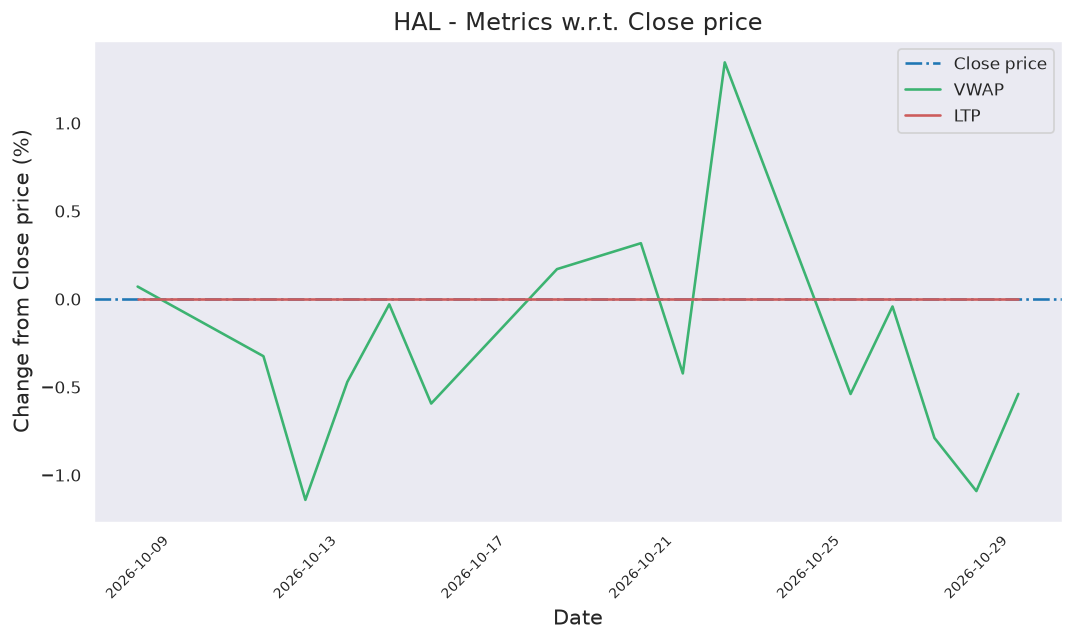 HAL - Metrics w.r.t. Close price
Close price
VWAP
LTP
Change from Close price (%)
1.0
0.5
0.0
−0.5
−1.0
2026-10-09
2026-10-13
2026-10-17
2026-10-21
2026-10-25
2026-10-29
Date